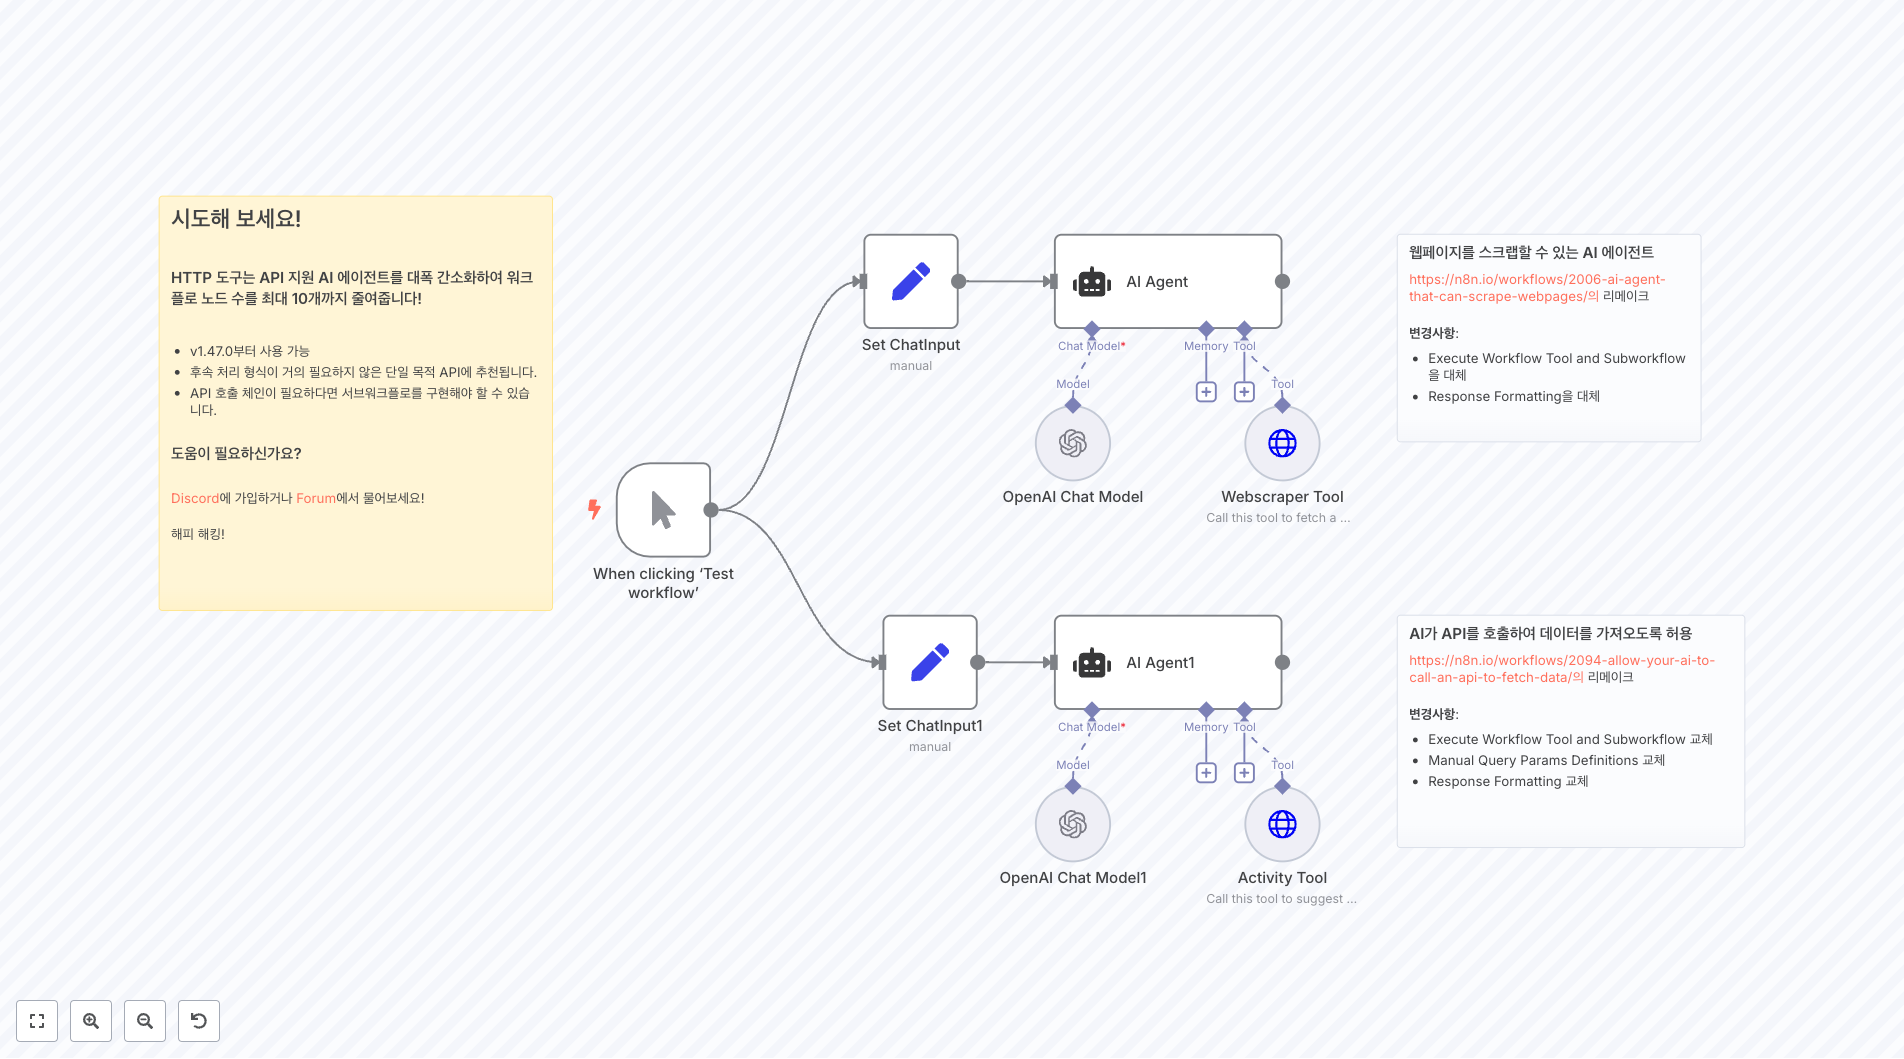 시도해 보세요!
HTTP 도구는 API 지원 AI 에이전트를 대폭 간소화하여 워크
플로 노드 수를 최대 10개까지 줄여줍니다!
v1.47.0부터 사용 가능
후속 처리 형식이 거의 필요하지 않은 단일 목적 API에 추천됩니다.
API 호출 체인이 필요하다면 서브워크플로를 구현해야 할 수 있습
니다.
도움이 필요하신가요?
Discord에 가입하거나 Forum에서 물어보세요!
해피 해킹!
When clicking ‘Test
workflow’
Set ChatInput
manual
AI Agent
Chat Model*
Memory
Tool
Model
Tool
OpenAI Chat Model
Webscraper Tool
Call this tool to fetch a ...
웹페이지를 스크랩할 수 있는 AI 에이전트
https://n8n.io/workflows/2006-ai-agent-
that-can-scrape-webpages/의 리메이크
변경사항:
Execute Workflow Tool and Subworkflow
을 대체
Response Formatting을 대체
Set ChatInput1
manual
AI Agent1
Chat Model*
Memory
Tool
Model
Tool
OpenAI Chat Model1
Activity Tool
Call this tool to suggest ...
AI가 API를 호출하여 데이터를 가져오도록 허용
https://n8n.io/workflows/2094-allow-your-ai-to-
call-an-api-to-fetch-data/의 리메이크
변경사항:
Execute Workflow Tool and Subworkflow 교체
Manual Query Params Definitions 교체
Response Formatting 교체